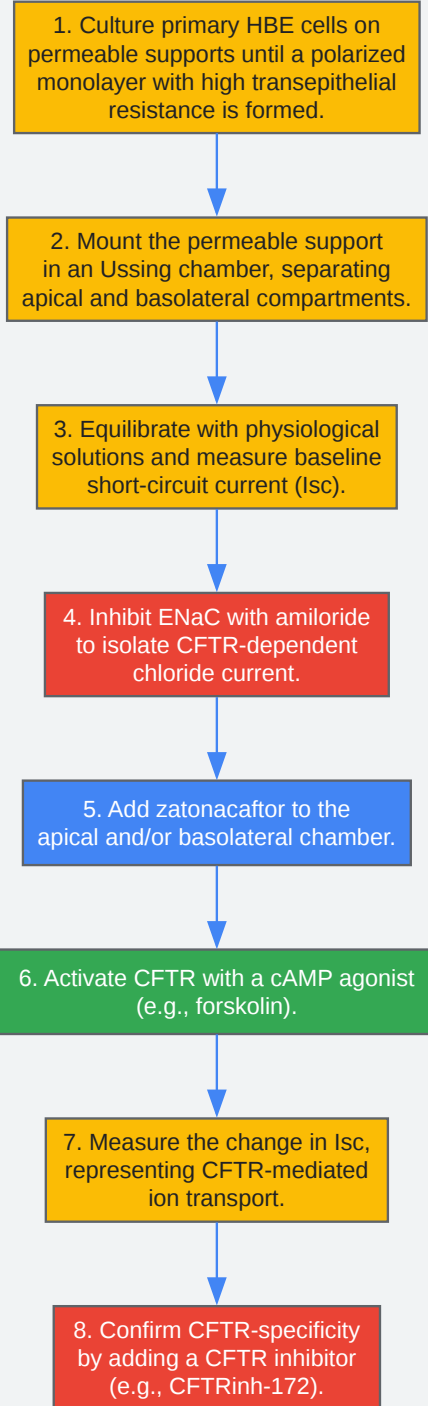 1. Culture primary HBE cells on
permeable supports until a polarized
monolayer with high transepithelial
resistance is formed.
2. Mount the permeable support
in an Ussing chamber, separating
apical and basolateral compartments.
3. Equilibrate with physiological
solutions and measure baseline
short-circuit current (Isc).
4. Inhibit ENaC with amiloride
to isolate CFTR-dependent
chloride current.
5. Add zatonacaftor to the
apical and/or basolateral chamber.
6. Activate CFTR with a cAMP agonist
(e.g., forskolin).
7. Measure the change in Isc,
representing CFTR-mediated
ion transport.
8. Confirm CFTR-specificity
by adding a CFTR inhibitor
(e.g., CFTRinh-172).